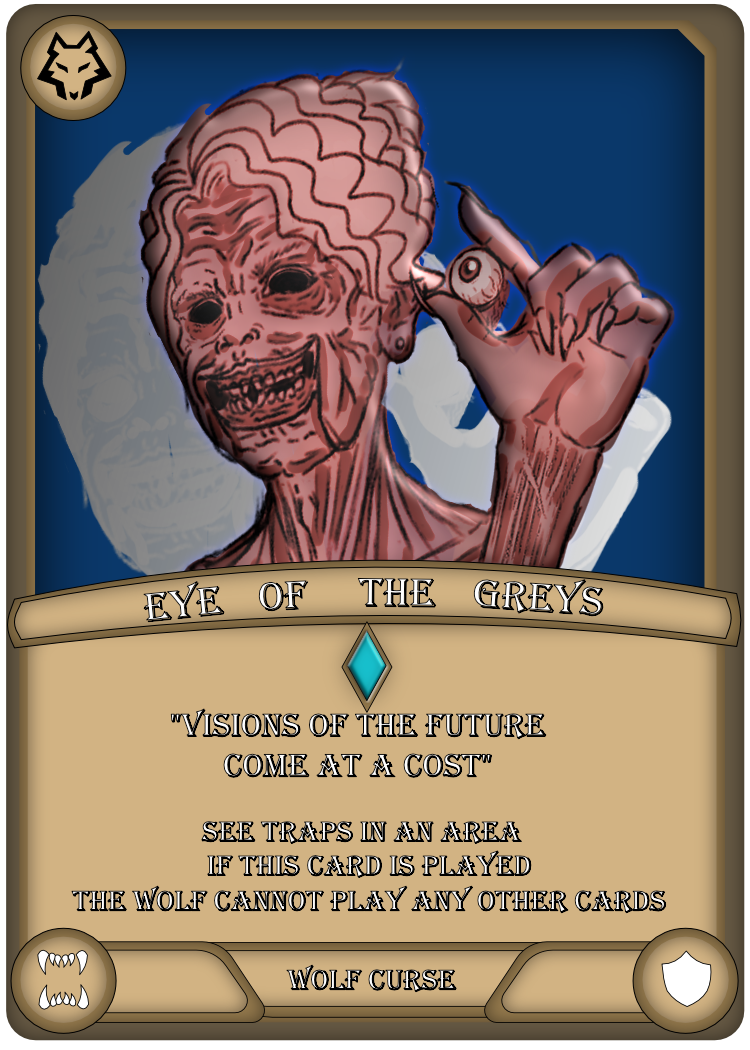 EYE OF THE GREYS
"VISIONS OF THE FUTURE
COME AT A COST"
SEE TRAPS IN AN AREA
IF THIS CARD IS PLAYED
THE WOLF CANNOT PLAY ANY OTHER CARDS
WOLF CURSE